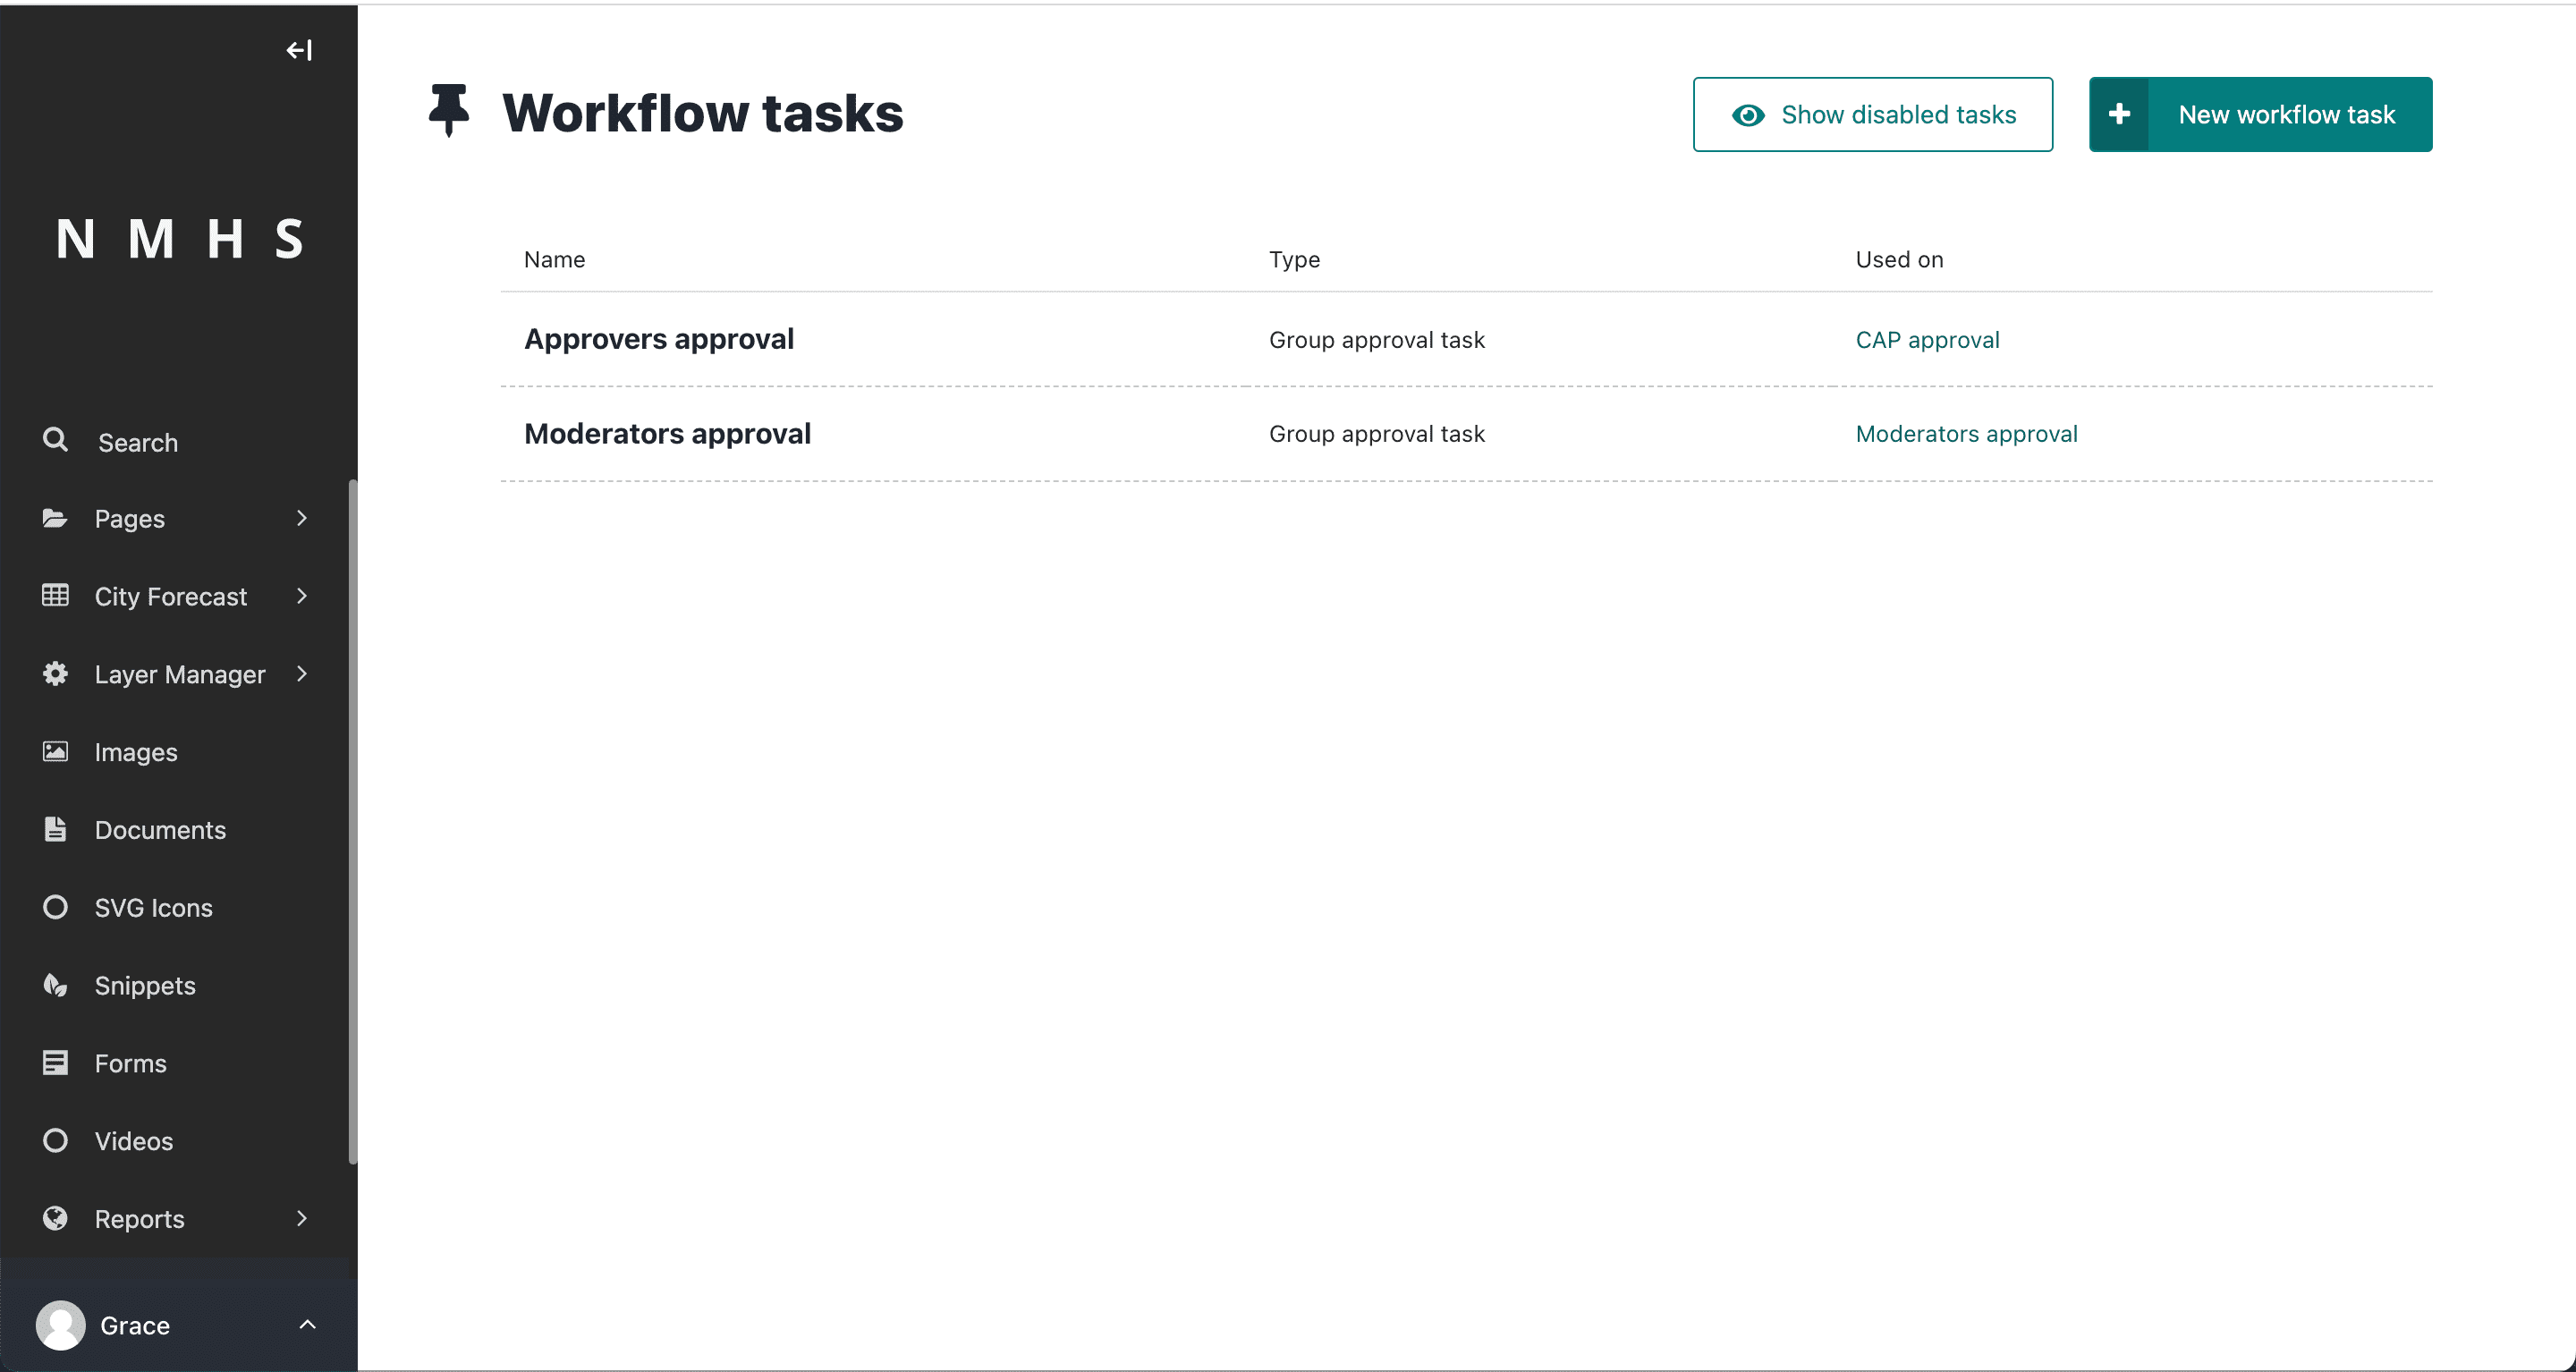 N M H S
Search
Pages
City Forecast
Layer Manager
Images
Documents
SVG Icons
Snippets
Forms
Videos
Reports
Grace
Workflow tasks
Show disabled tasks
New workflow task
Name Type Used on
Approvers approval Group approval task CAP approval
Moderators approval Group approval task Moderators approval